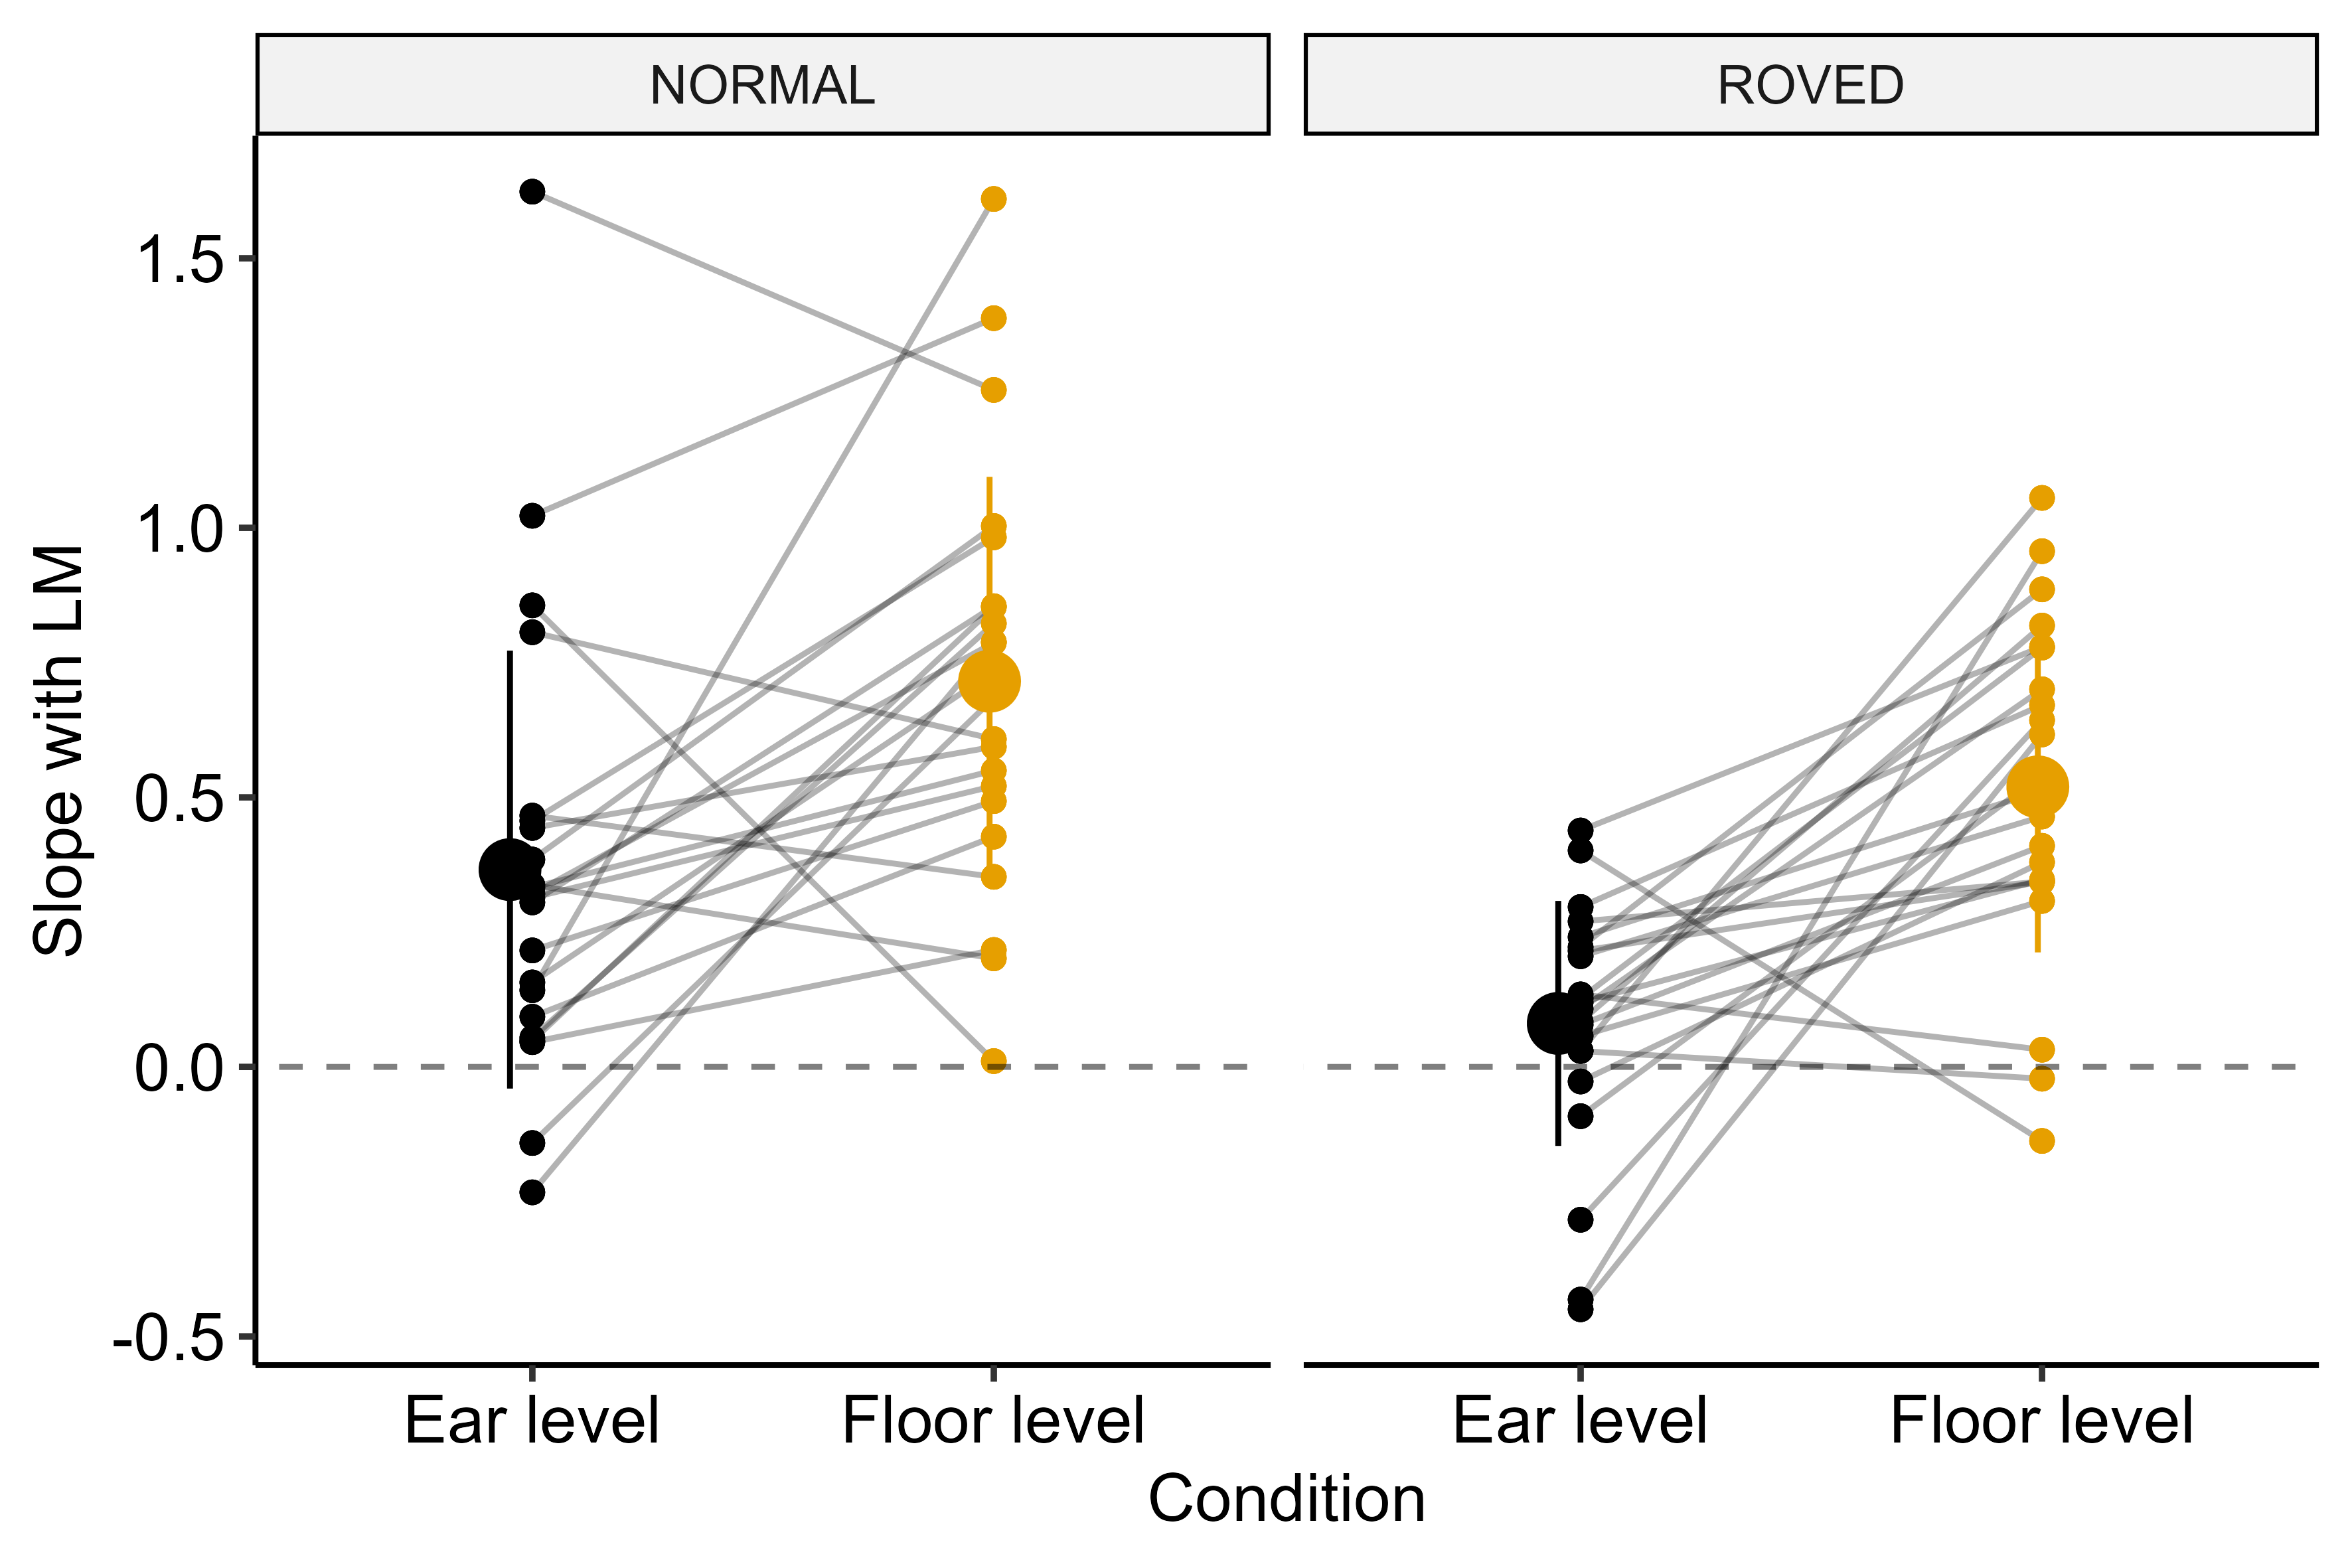 NORMAL
ROVED
Slope with LM
1.5
1.0
0.5
0.0
-0.5
Ear level
Floor level
Ear level
Floor level
Condition